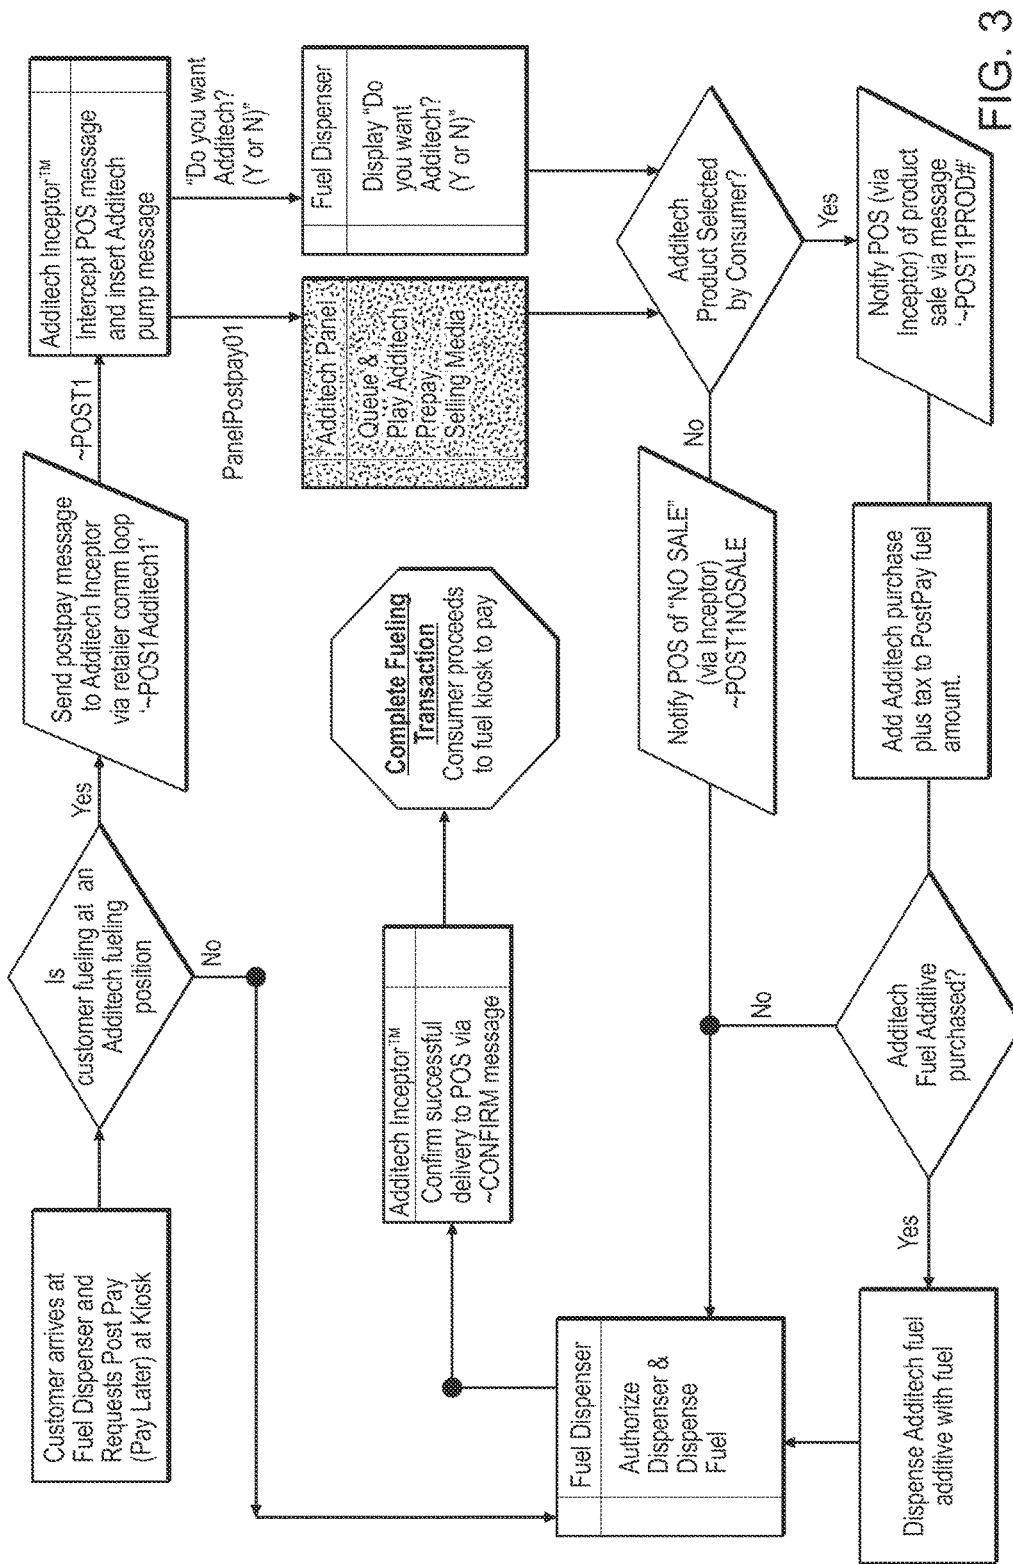 Customer arrives at
Fuel Dispenser and
Requests Post Pay
(Pay Later) at Kiosk
Is
customer fueling at an
Additech fueling
position
Yes
No
Send postpay message
to Additech Inceptor
via retailer comm loop
'~POS1Additech1'
~POST1
Additech Inceptor™
Intercept POS message
and insert Additech
pump message
PanelPostpay01
"Do you want
Additech?
(Y or N)"
Additech Panel
Queue &
Play Additech
Prepay
Selling Media
Fuel Dispenser
Display "Do
you want
Additech?
(Y or N)"
Additech
Product Selected
by Consumer?
No
Yes
Notify POS of "NO SALE"
(via Inceptor)
~POST1NOSALE
Notify POS (via
Inceptor) of product
sale via message
'~POST1PROD#'
Add Additech purchase
plus tax to PostPay fuel
amount.
Additech
Fuel Additive
purchased?
No
Yes
Dispense Additech fuel
additive with fuel
Fuel Dispenser
Authorize
Dispenser &
Dispense
Fuel
Additech Inceptor™
Confirm successful
delivery to POS via
~CONFIRM message
Complete Fueling
Transaction
Consumer proceeds
to fuel kiosk to pay
FIG. 3